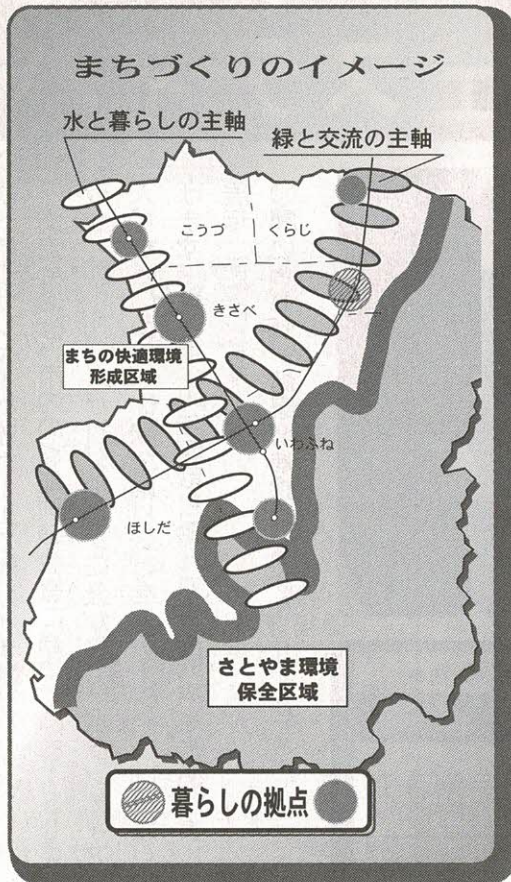 まちづくりのイメージ
水と暮らしの主軸
緑と交流の主軸
こうづ
くらじ
きさべ
まちの快適環境
形成区域
いわふね
ほしだ
さとやま環境
保全区域
暮らしの拠点